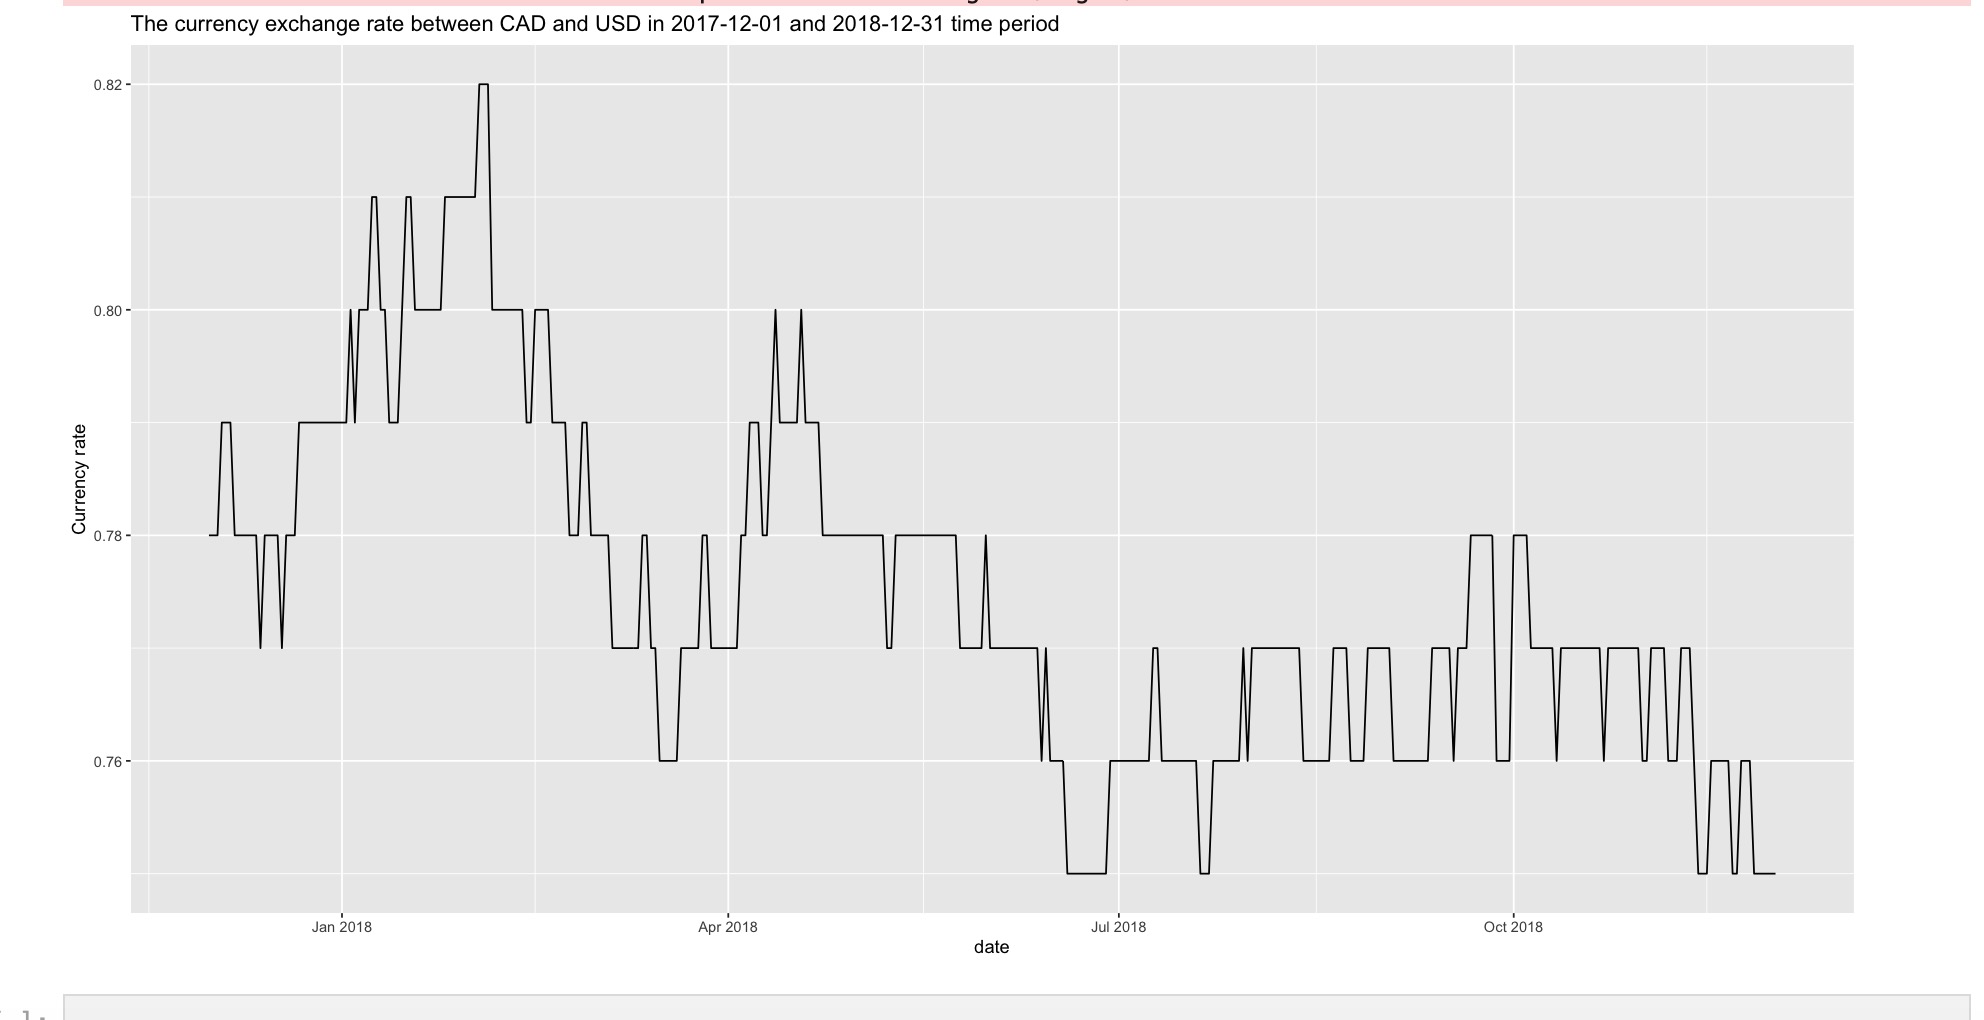 The currency exchange rate between CAD and USD in 2017-12-01 and 2018-12-31 time period
0.82
0.80
Currency rate
0.78
0.76
Jan 2018 Apr 2018 Jul 2018 Oct 2018
date